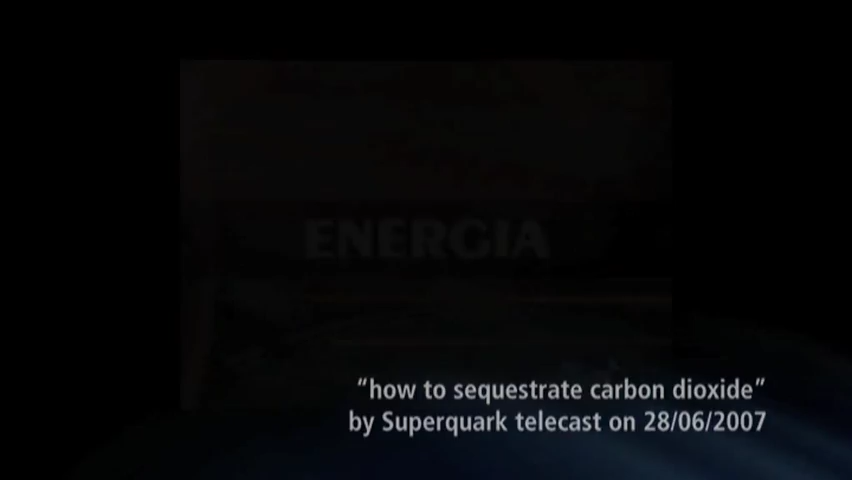 ENERGIA
“how to sequestrate carbon dioxide”
by Superquark telecast on 28/06/2007